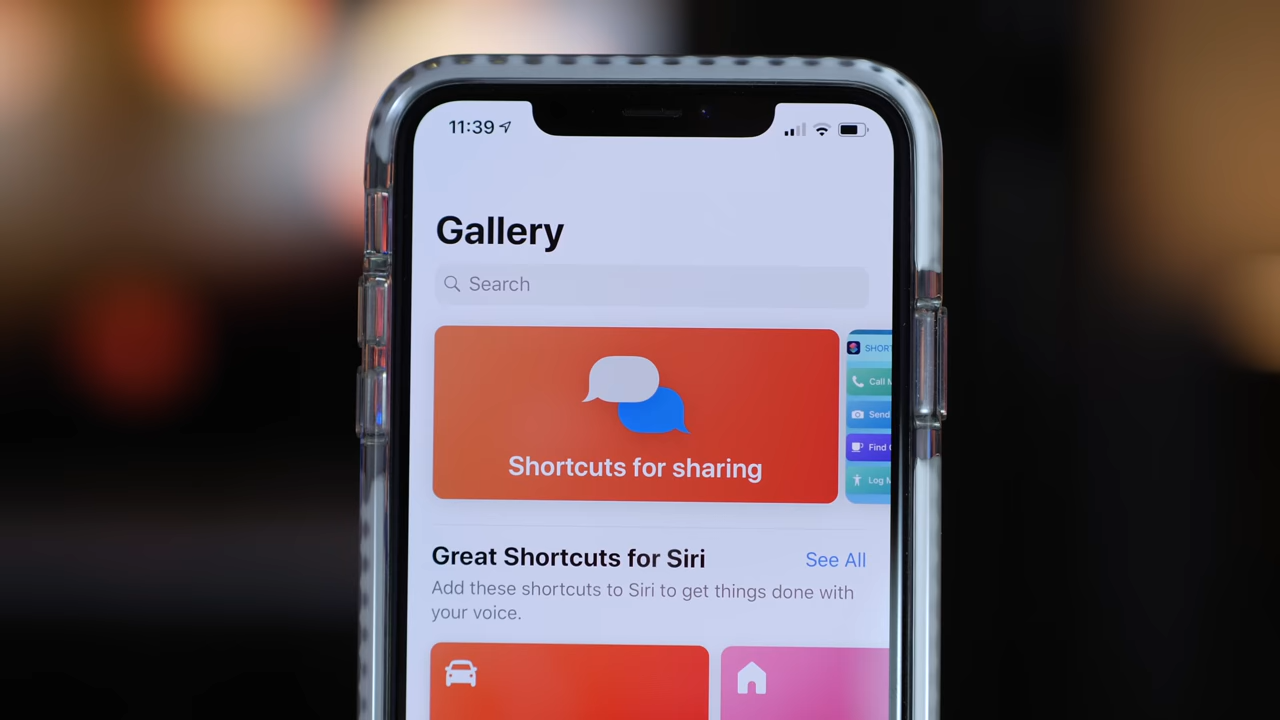 11:39
Gallery
Search
Shortcuts for sharing
Call
Send
Find
Log
Great Shortcuts for Siri
See All
Add these shortcuts to Siri to get things done with
your voice.